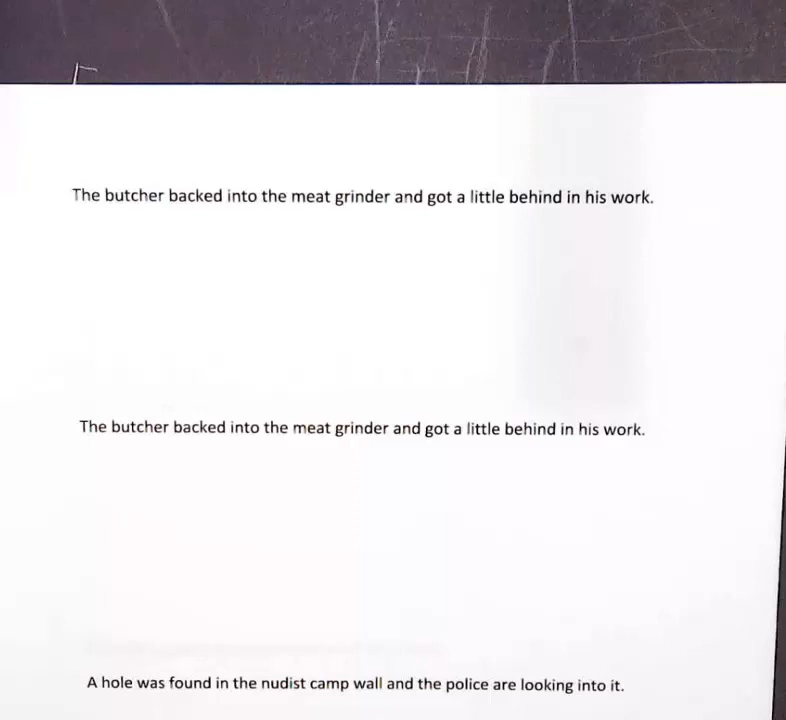 The butcher backed into the meat grinder and got a little behind in his work.
The butcher backed into the meat grinder and got a little behind in his work.
A hole was found in the nudist camp wall and the police are looking into it.